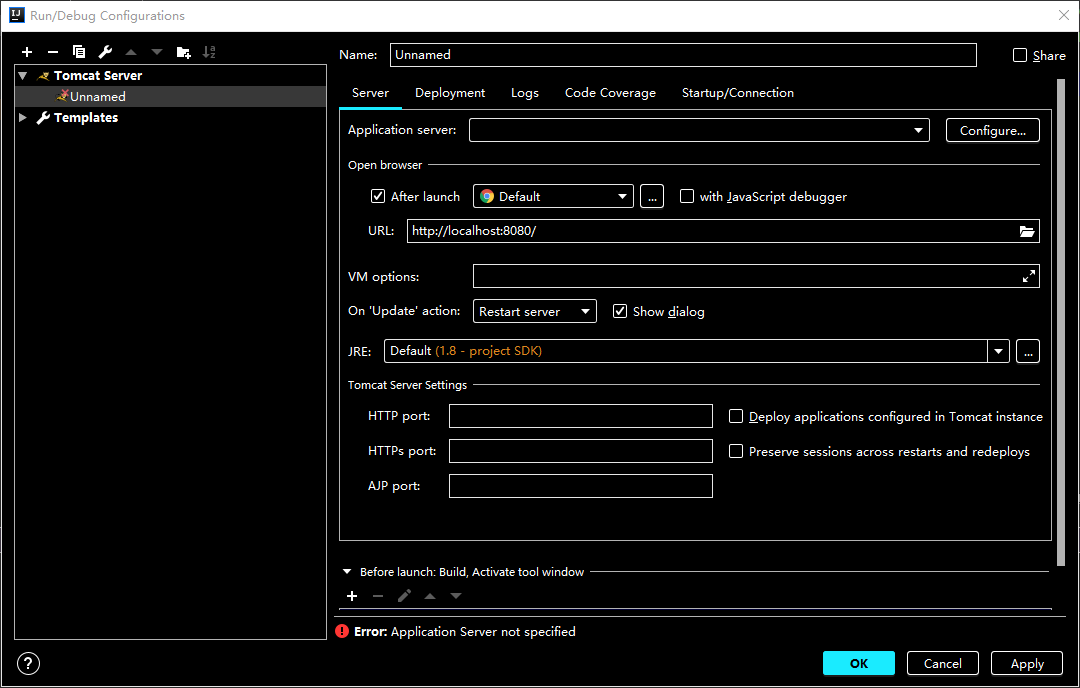 Run/Debug Configurations
Name: Unnamed Share
Tomcat Server
Unnamed
Templates
Server Deployment Logs Code Coverage Startup/Connection
Application server: Configure...
Open browser
After launch Default ... with JavaScript debugger
URL: http://localhost:8080/
VM options:
On 'Update' action: Restart server Show dialog
JRE: Default (1.8 - project SDK) ...
Tomcat Server Settings
HTTP port: Deploy applications configured in Tomcat instance
HTTPs port: Preserve sessions across restarts and redeploys
AJP port:
Before launch: Build, Activate tool window
Error: Application Server not specified
? OK Cancel Apply